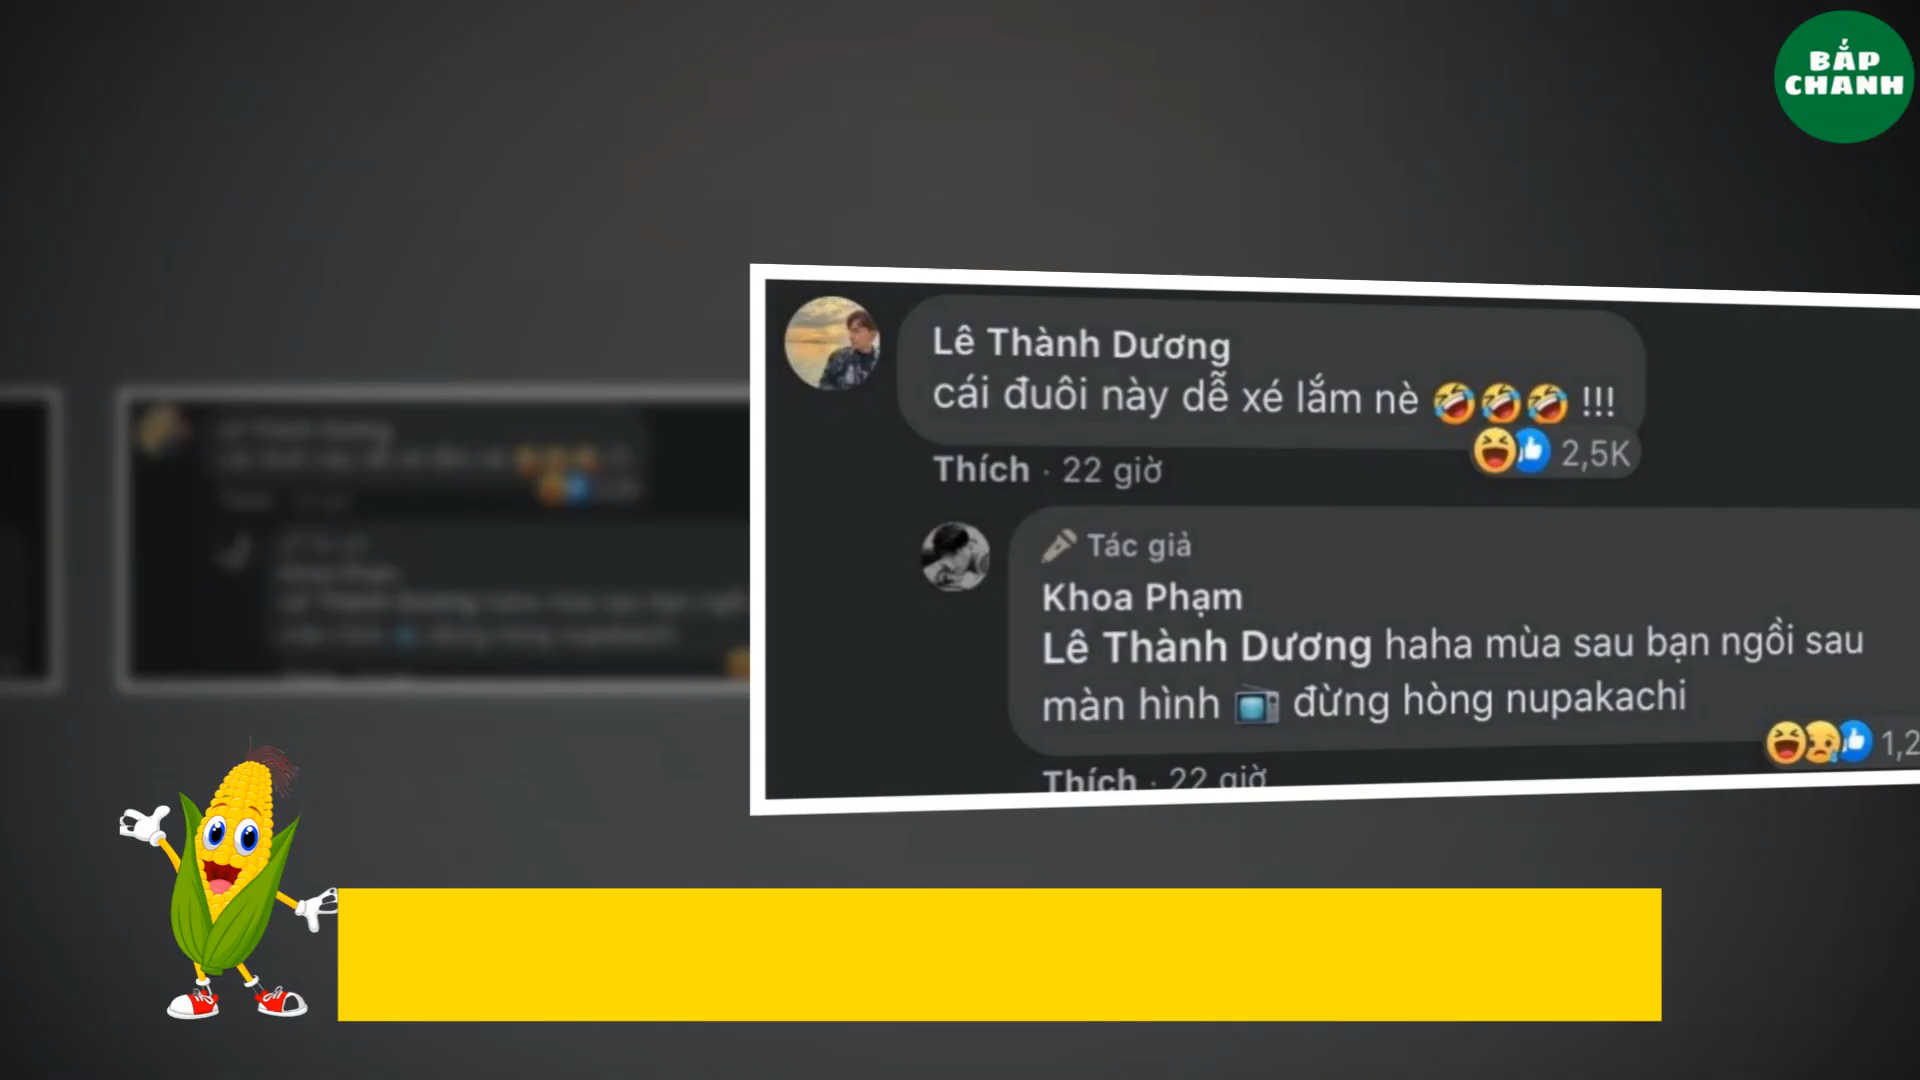 BẮP
CHANH
Lê Thành Dương
cái đuôi này dễ xé lắm nè 🤣🤣🤣 !!!
2,5K
Thích · 22 giờ
🎤 Tác giả
Khoa Phạm
Lê Thành Dương haha mùa sau bạn ngồi sau
màn hình 📺 đừng hòng nupakachi
1,2
Thích · 22 giờ